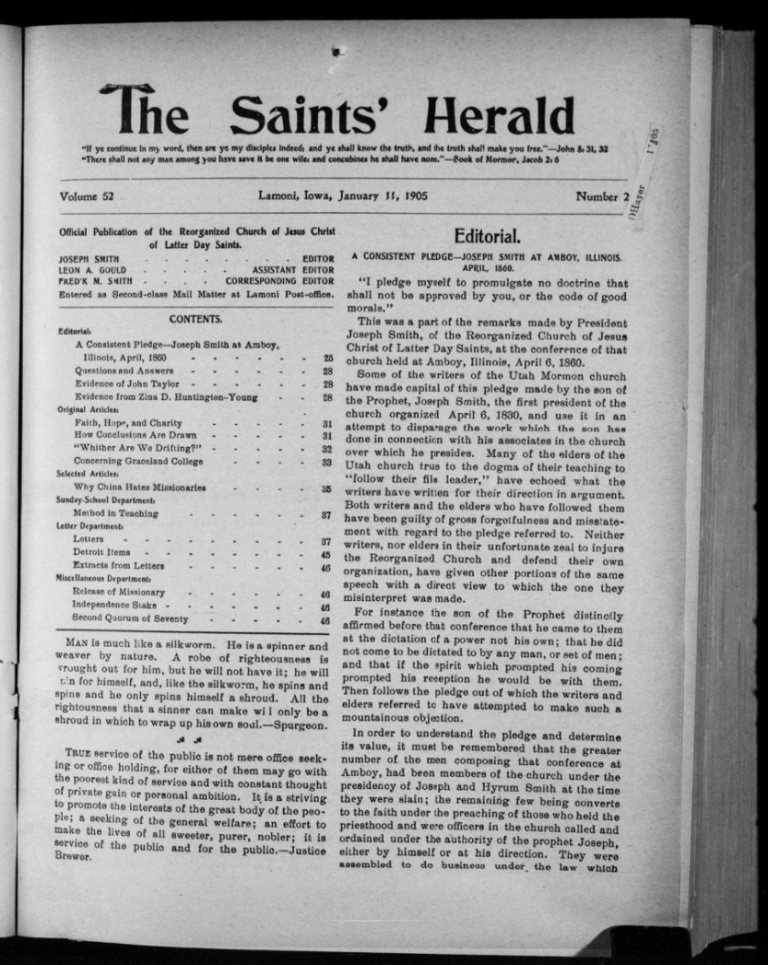 The Saints' Herald
"If ye continue in my word, then are ye my disciples indeed; and ye shall know the truth, and the truth shall make you free."—John 8: 31, 32
"There shall not any man among you have save it be one wife; and concubines he shall have none."—Book of Mormon, Jacob 2: 6
Volume 52 Lamoni, Iowa, January 11, 1905 Number 2
Official Publication of the Reorganized Church of Jesus Christ
of Latter Day Saints.
JOSEPH SMITH - - - - - - - EDITOR
LEON A. GOULD - - - - - ASSISTANT EDITOR
FRED'K M. SMITH - - - - CORRESPONDING EDITOR
Entered as Second-class Mail Matter at Lamoni Post-office.
CONTENTS.
Editorial:
A Consistent Pledge—Joseph Smith at Amboy,
Illinois, April, 1860 - - - - - - 25
Questions and Answers - - - - - - 28
Evidence of John Taylor - - - - - - 28
Evidence from Zina D. Huntington-Young - - 28
Original Articles:
Faith, Hope, and Charity - - - - - 31
How Conclusions Are Drawn - - - - - 31
"Whither Are We Drifting?" - - - - - 32
Concerning Graceland College - - - - 33
Selected Articles:
Why China Hates Missionaries - - - - 35
Sunday-School Department:
Method in Teaching - - - - - - 37
Letter Department:
Letters - - - - - - - - 37
Detroit Items - - - - - - - - 45
Extracts from Letters - - - - - - 46
Miscellaneous Department:
Release of Missionary - - - - - - 46
Independence Stake - - - - - - - 46
Second Quorum of Seventy - - - - - 46
MAN is much like a silkworm. He is a spinner and
weaver by nature. A robe of righteousness is
wrought out for him, but he will not have it; he will
spin for himself, and, like the silkworm, he spins and
spins and he only spins himself a shroud. All the
rightousness that a sinner can make will only be a
shroud in which to wrap up his own soul.—Spurgeon.
TRUE service of the public is not mere office seek-
ing or office holding, for either of them may go with
the poorest kind of service and with constant thought
of private gain or personal ambition. It is a striving
to promote the interests of the great body of the peo-
ple; a seeking of the general welfare; an effort to
make the lives of all sweeter, purer, nobler; it is
service of the public and for the public.—Justice
Brewer.
Editorial.
A CONSISTENT PLEDGE—JOSEPH SMITH AT AMBOY, ILLINOIS.
APRIL, 1860.
"I pledge myself to promulgate no doctrine that
shall not be approved by you, or the code of good
morals."
This was a part of the remarks made by President
Joseph Smith, of the Reorganized Church of Jesus
Christ of Latter Day Saints, at the conference of that
church held at Amboy, Illinois, April 6, 1860.
Some of the writers of the Utah Mormon church
have made capital of this pledge made by the son of
the Prophet, Joseph Smith, the first president of the
church organized April 6, 1830, and use it in an
attempt to disparage the work which the son has
done in connection with his associates in the church
over which he presides. Many of the elders of the
Utah church true to the dogma of their teaching to
"follow their file leader," have echoed what the
writers have written for their direction in argument.
Both writers and the elders who have followed them
have been guilty of gross forgetfulness and misstate-
ment with regard to the pledge referred to. Neither
writers, nor elders in their unfortunate zeal to injure
the Reorganized Church and defend their own
organization, have given other portions of the same
speech with a direct view to which the one they
misinterpret was made.
For instance the son of the Prophet distinctly
affirmed before that conference that he came to them
at the dictation of a power not his own; that he did
not come to be dictated to by any man, or set of men;
and that if the spirit which prompted his coming
prompted his reception he would be with them.
Then follows the pledge out of which the writers and
elders referred to have attempted to make such a
mountainous objection.
In order to understand the pledge and determine
its value, it must be remembered that the greater
number of the men composing that conference at
Amboy, had been members of the church under the
presidency of Joseph and Hyrum Smith at the time
they were slain; the remaining few being converts
to the faith under the preaching of those who held the
priesthood and were officers in the church called and
ordained under the authority of the prophet Joseph,
either by himself or at his direction. They were
assembled to do business under the law which